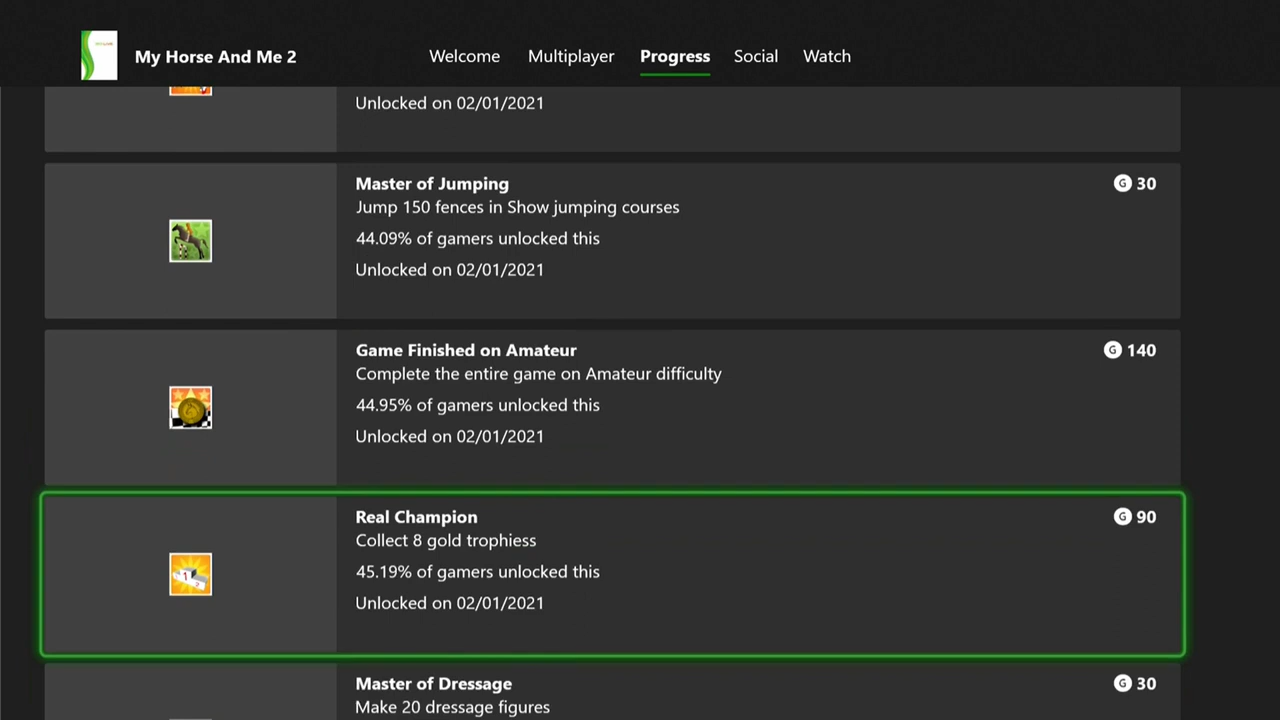 My Horse And Me 2
Welcome
Multiplayer
Progress
Social
Watch
Unlocked on 02/01/2021
Master of Jumping
G 30
Jump 150 fences in Show jumping courses
44.09% of gamers unlocked this
Unlocked on 02/01/2021
Game Finished on Amateur
G 140
Complete the entire game on Amateur difficulty
44.95% of gamers unlocked this
Unlocked on 02/01/2021
Real Champion
G 90
Collect 8 gold trophiess
45.19% of gamers unlocked this
Unlocked on 02/01/2021
Master of Dressage
G 30
Make 20 dressage figures